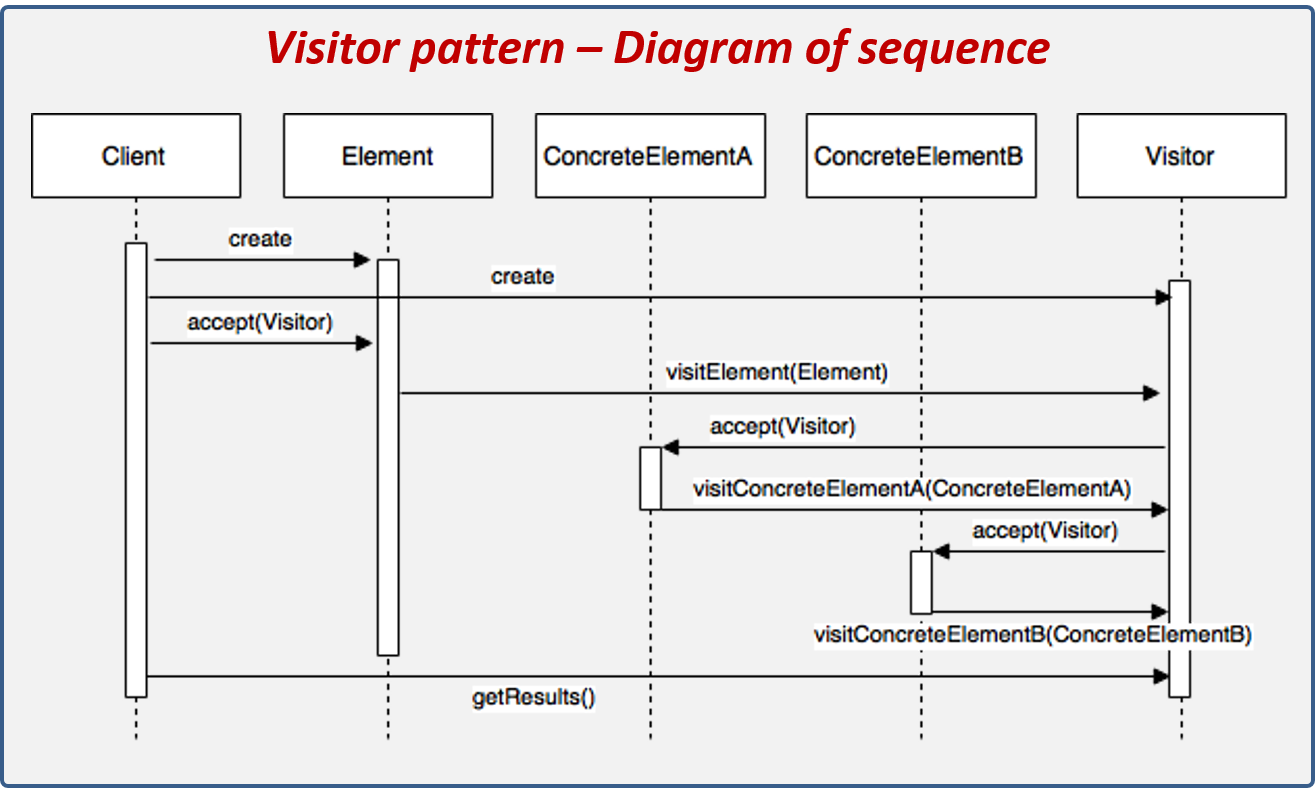 Visitor pattern – Diagram of sequence
Client
Element
ConcreteElementA
ConcreteElementB
Visitor
create
create
accept(Visitor)
visitElement(Element)
accept(Visitor)
visitConcreteElementA(ConcreteElementA)
accept(Visitor)
visitConcreteElementB(ConcreteElementB)
getResults()